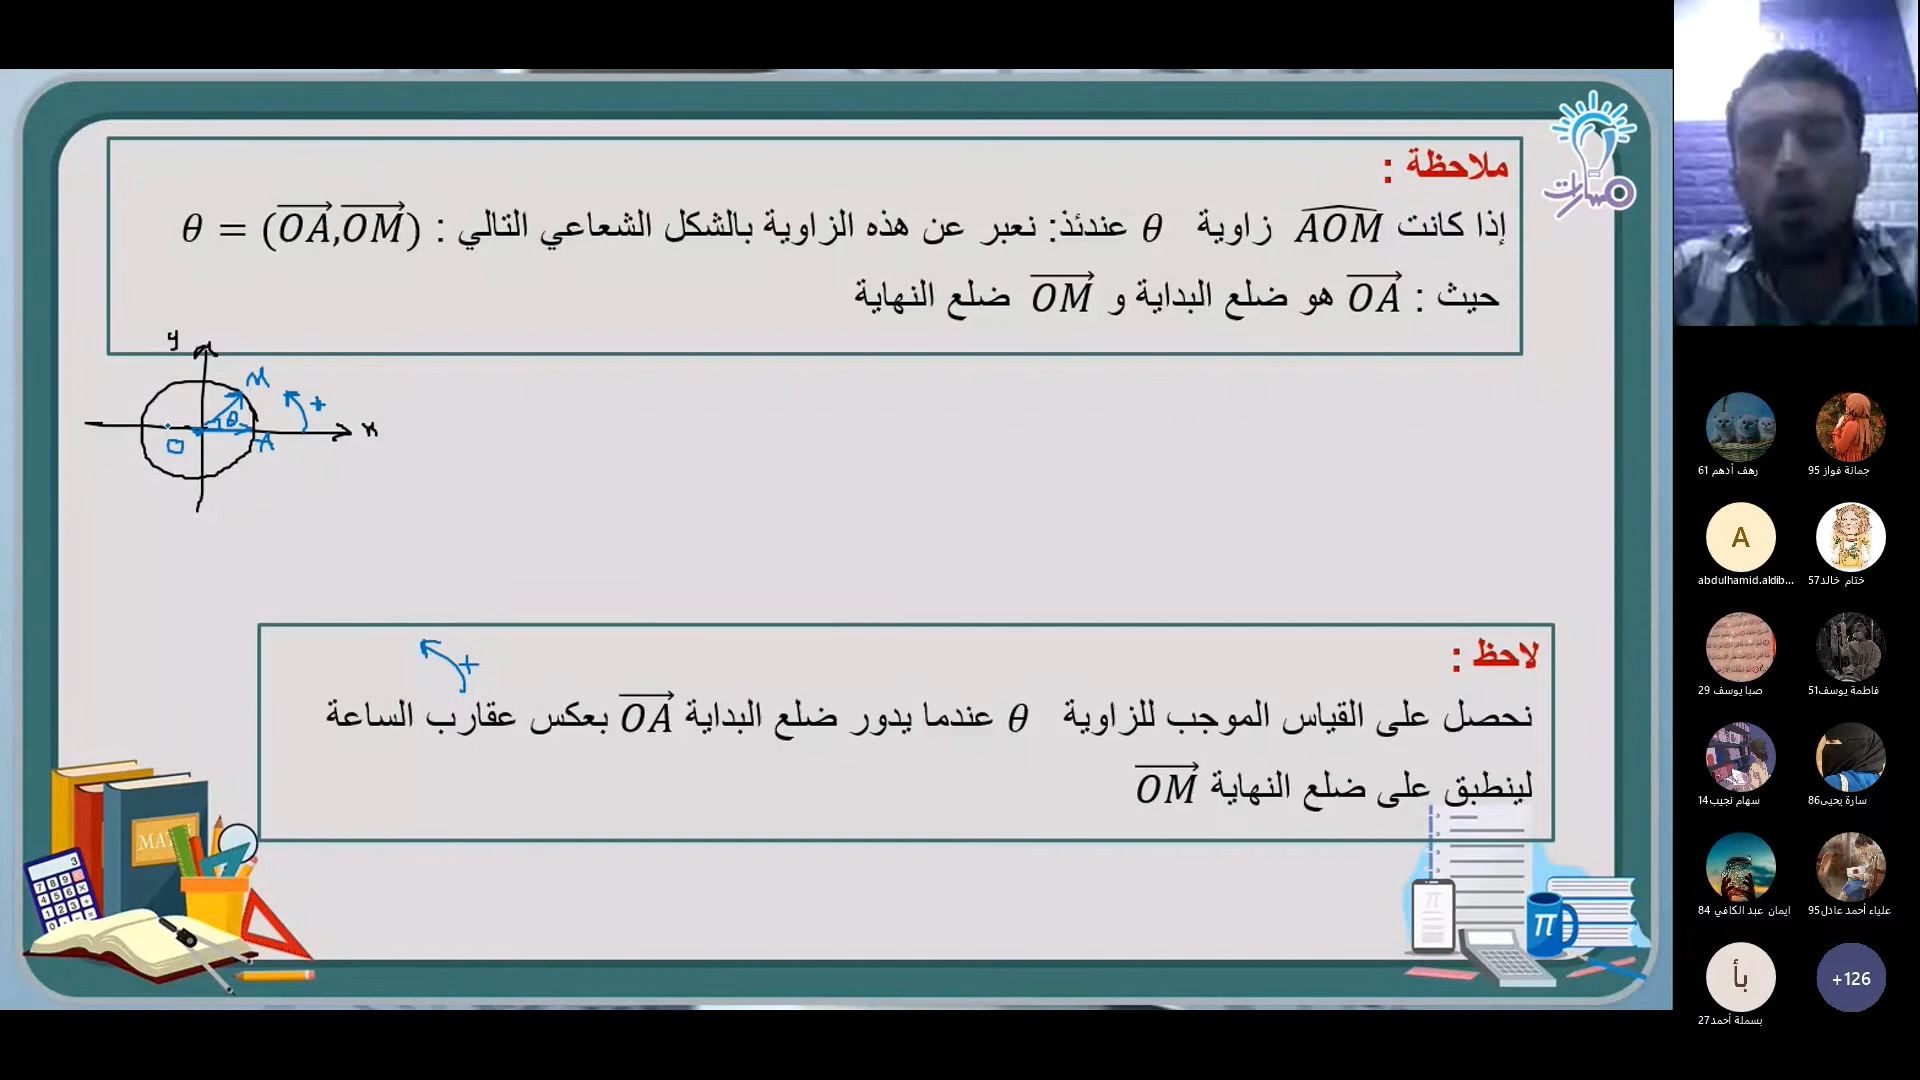 ملاحظة :
إذا كانت AOM زاوية θ عندئذ: نعبر عن هذه الزاوية بالشكل الشعاعي التالي : θ = (OA,OM)
حيث : OA هو ضلع البداية و OM ضلع النهاية
y
M
+
θ
x
O
A
لاحظ :
+
نحصل على القياس الموجب للزاوية θ عندما يدور ضلع البداية OA بعكس عقارب الساعة
لينطبق على ضلع النهاية OM
مسارات
MA
π
π
رهف أدهم 61
جمانة فواز 95
A
abdulhamid.aldib...
ختام خالد57
صبا يوسف 29
فاطمة يوسف51
سهام نجيب14
سارة يحيى86
ايمان عبد الكافي 84
علياء أحمد عادل95
بأ
+126
بسملة أحمد27